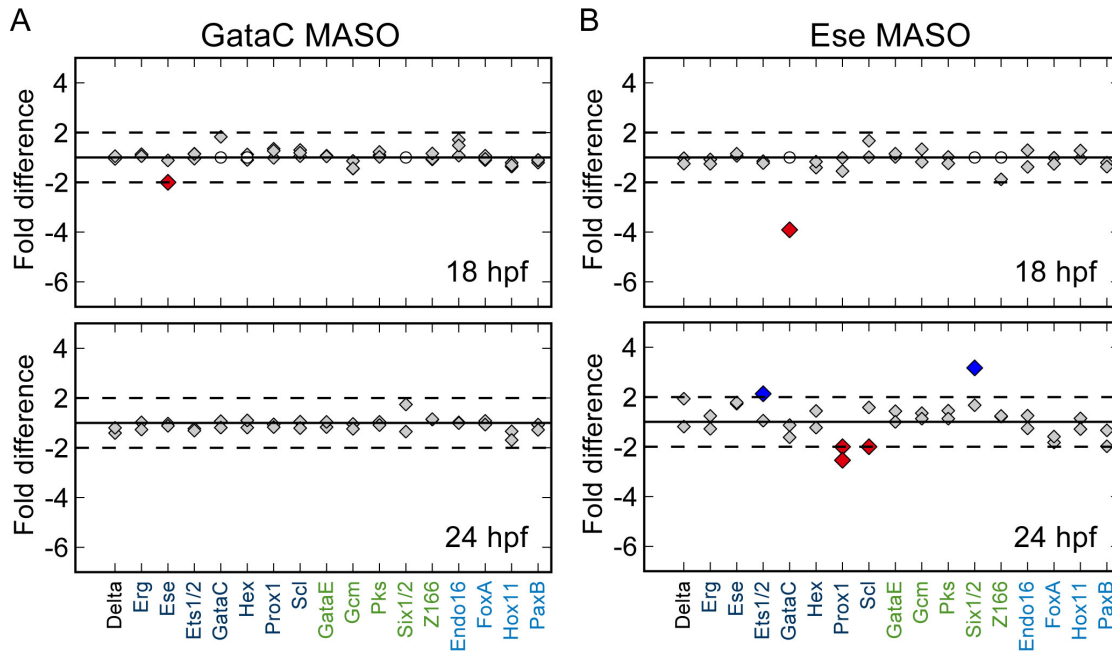 A
GataC MASO
B
Ese MASO
Fold difference
4
2
-2
-4
-6
18 hpf
Fold difference
4
2
-2
-4
-6
18 hpf
Fold difference
4
2
-2
-4
-6
24 hpf
Fold difference
4
2
-2
-4
-6
24 hpf
Delta
Erg
Ese
Ets1/2
GataC
Hex
Prox1
Scl
GataE
Gcm
Pks
Six1/2
Z166
Endo16
FoxA
Hox11
PaxB
Delta
Erg
Ese
Ets1/2
GataC
Hex
Prox1
Scl
GataE
Gcm
Pks
Six1/2
Z166
Endo16
FoxA
Hox11
PaxB